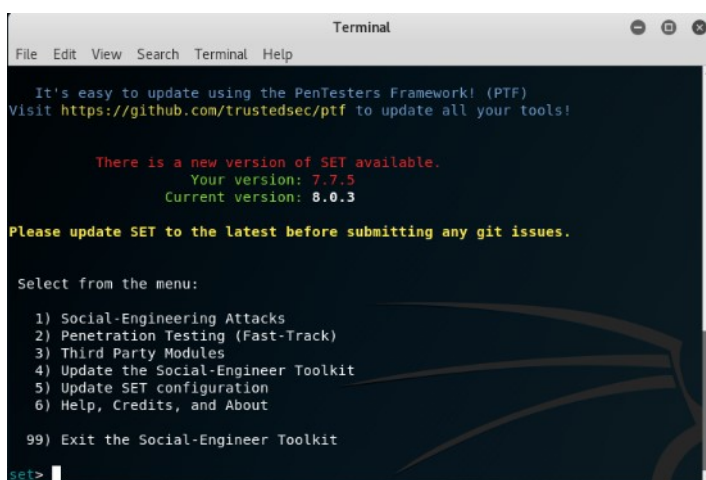 Terminal
File Edit View Search Terminal Help
It's easy to update using the PenTesters Framework! (PTF)
Visit https://github.com/trustedsec/ptf to update all your tools!
There is a new version of SET available.
Your version: 7.7.5
Current version: 8.0.3
Please update SET to the latest before submitting any git issues.
Select from the menu:
1) Social-Engineering Attacks
2) Penetration Testing (Fast-Track)
3) Third Party Modules
4) Update the Social-Engineer Toolkit
5) Update SET configuration
6) Help, Credits, and About
99) Exit the Social-Engineer Toolkit
set>